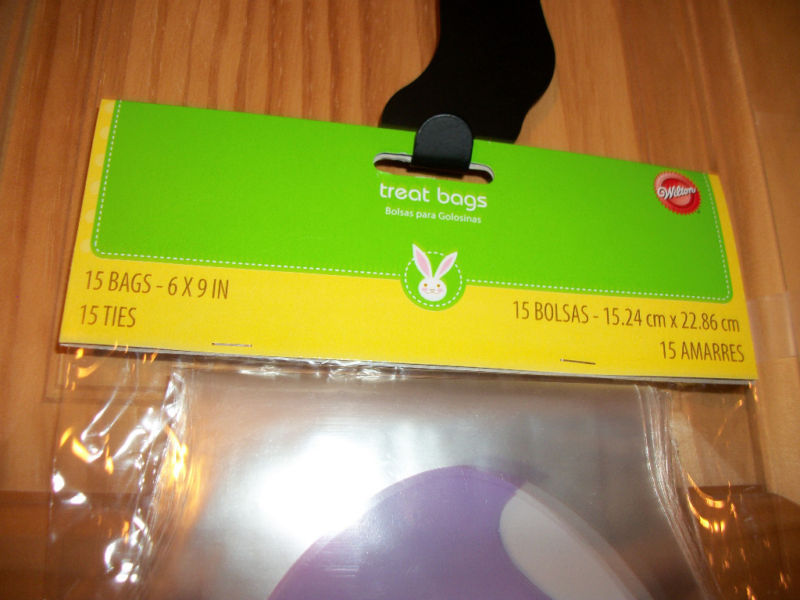 treat bags
Bolsas para Golosinas
Wilton
15 BAGS - 6 X 9 IN
15 TIES
15 BOLSAS - 15.24 cm x 22.86 cm
15 AMARRES